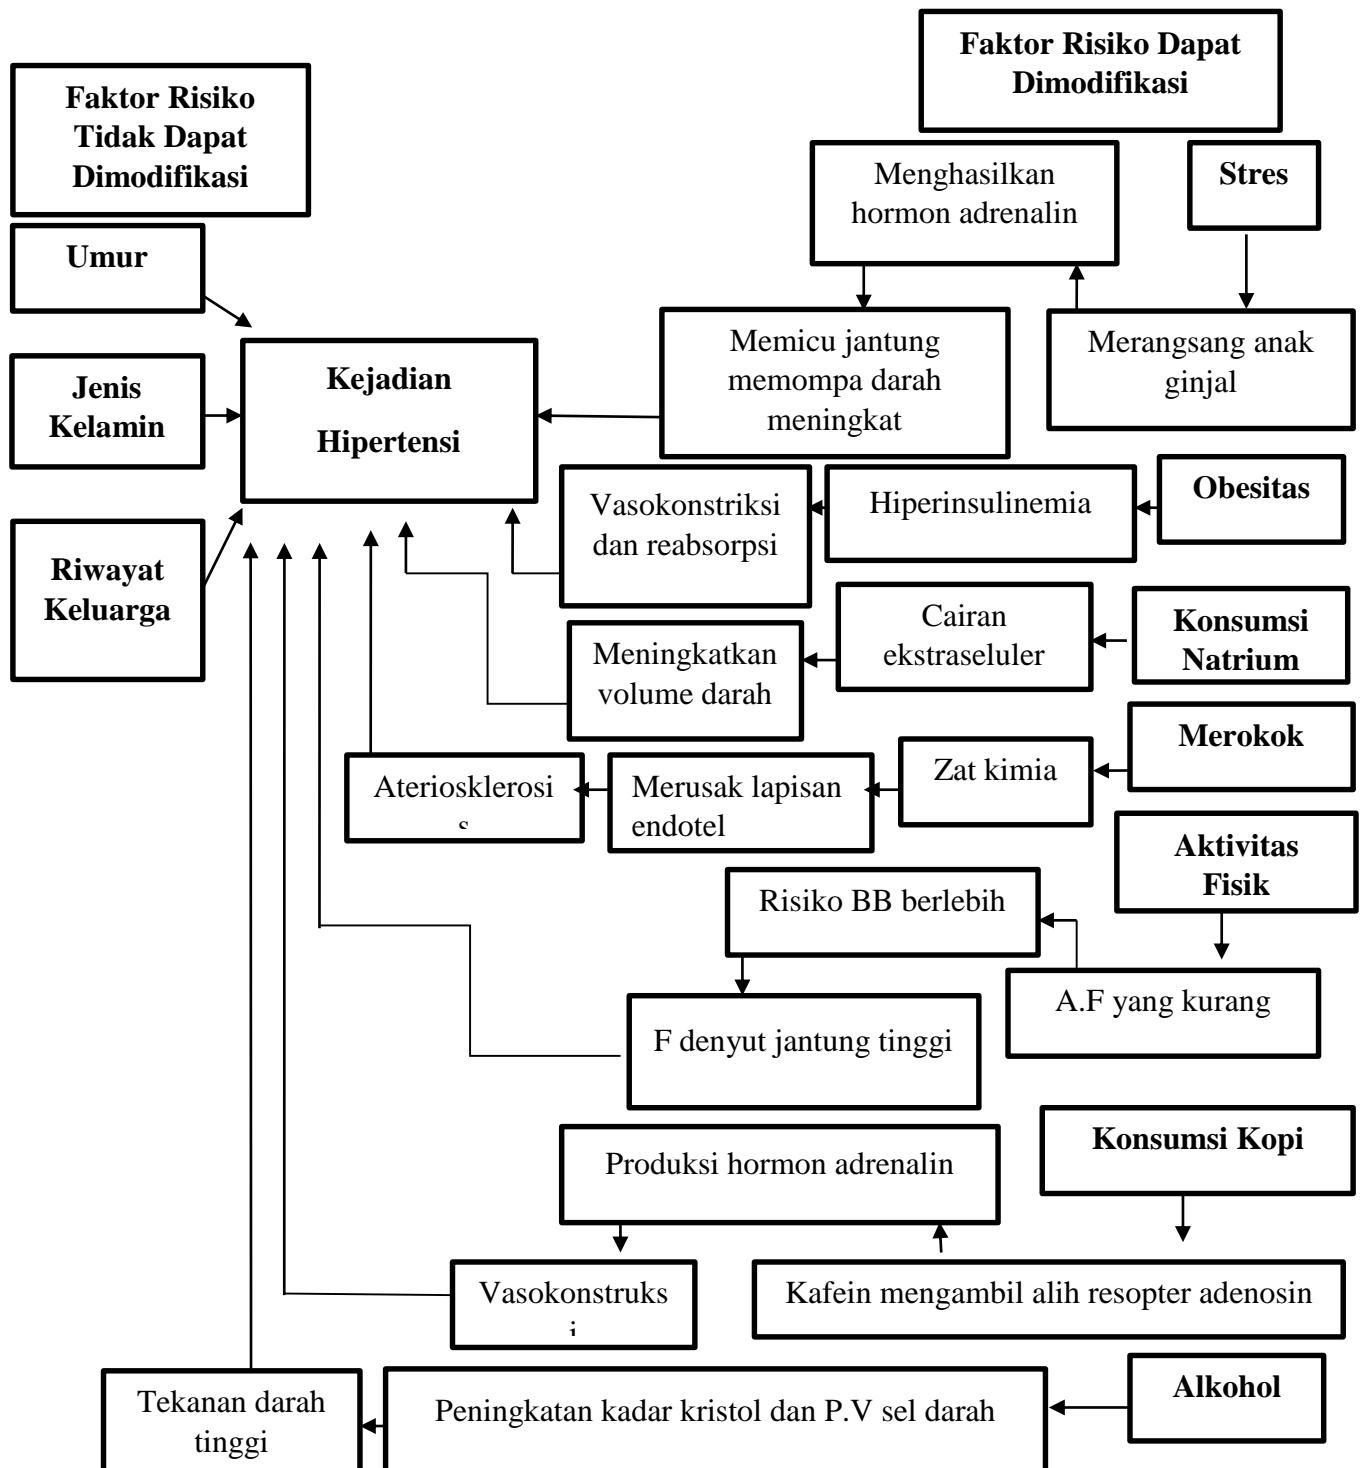 Faktor Risiko Dapat
Dimodifikasi
Faktor Risiko
Tidak Dapat
Dimodifikasi
Menghasilkan
hormon adrenalin
Stres
Umur
Memicu jantung
memompa darah
meningkat
Merangsang anak
ginjal
Jenis
Kelamin
Kejadian
Hipertensi
Vasokonstriksi
dan reabsorpsi
Hiperinsulinemia
Obesitas
Riwayat
Keluarga
Cairan
ekstraseluler
Konsumsi
Natrium
Meningkatkan
volume darah
Merokok
Ateriosklerosi
s
Merusak lapisan
endotel
Zat kimia
Aktivitas
Fisik
Risiko BB berlebih
A.F yang kurang
F denyut jantung tinggi
Konsumsi Kopi
Produksi hormon adrenalin
Vasokonstruks
i
Kafein mengambil alih resopter adenosin
Alkohol
Tekanan darah
tinggi
Peningkatan kadar kristol dan P.V sel darah